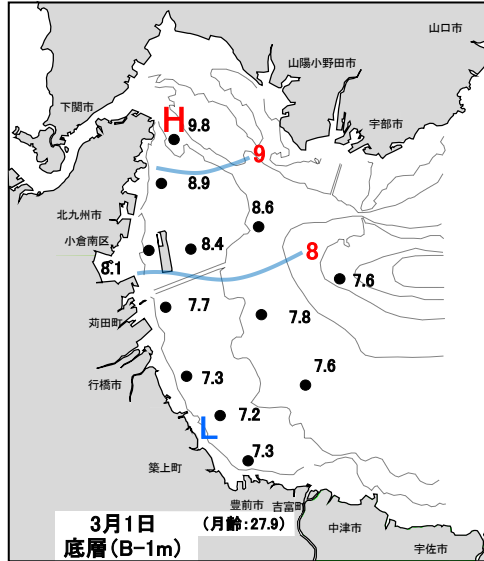 山口市
山陽小野田市
下関市
宇部市
H
9.8
9
8.9
北九州市
8.6
小倉南区
8.4
8
8.1
7.6
7.7
7.8
苅田町
7.3
7.6
行橋市
7.2
L
7.3
築上町
豊前市
吉富町
3月1日
(月齢:27.9)
底層(B-1m)
中津市
宇佐市